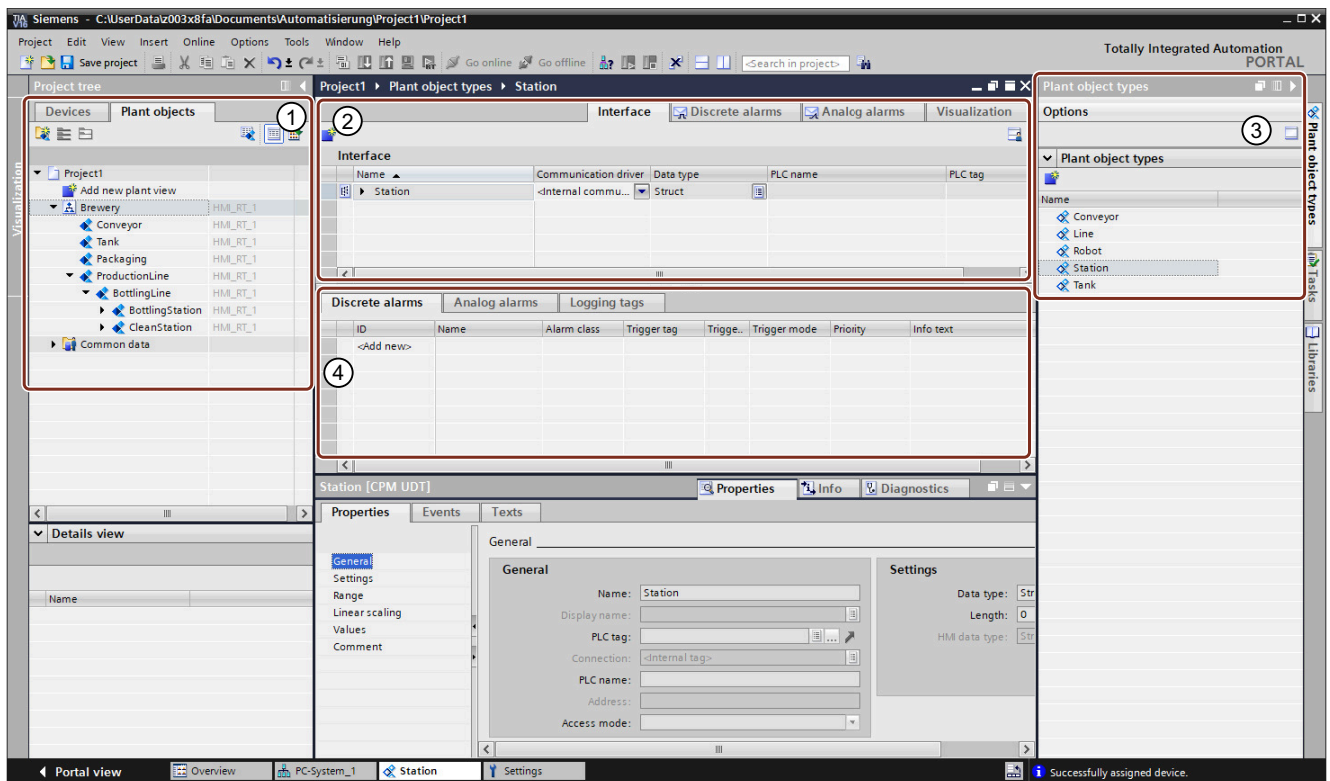 Siemens - C:\UserData\z003x8fa\Documents\Automatisierung\Project1\Project1
Project Edit View Insert Online Options Tools Window Help
Totally Integrated Automation
PORTAL
Save project Go online Go offline <Search in project>
Project tree
Devices Plant objects
1
Project1
Add new plant view
Brewery HMI_RT_1
Conveyor HMI_RT_1
Tank HMI_RT_1
Packaging HMI_RT_1
ProductionLine HMI_RT_1
BottlingLine HMI_RT_1
BottlingStation HMI_RT_1
CleanStation HMI_RT_1
Common data
Visualization
Details view
Name
Project1 Plant object types Station
Interface Discrete alarms Analog alarms Visualization
2
Interface
Name Communication driver Data type PLC name PLC tag
Station <Internal commu... Struct
Discrete alarms Analog alarms Logging tags
ID Name Alarm class Trigger tag Trigge.. Trigger mode Priority Info text
<Add new>
4
Station [CPM UDT]
Properties Info Diagnostics
Properties Events Texts
General
Settings
Range
Linear scaling
Values
Comment
General
General
Name: Station
Display name:
PLC tag:
Connection: <Internal tag>
PLC name:
Address:
Access mode:
Settings
Data type: Str
Length: 0
HMI data type: Str
Plant object types
Options
3
Plant object types
Name
Conveyor
Line
Robot
Station
Tank
Plant object types
Tasks
Libraries
Portal view Overview PC-System_1 Station Settings Successfully assigned device.